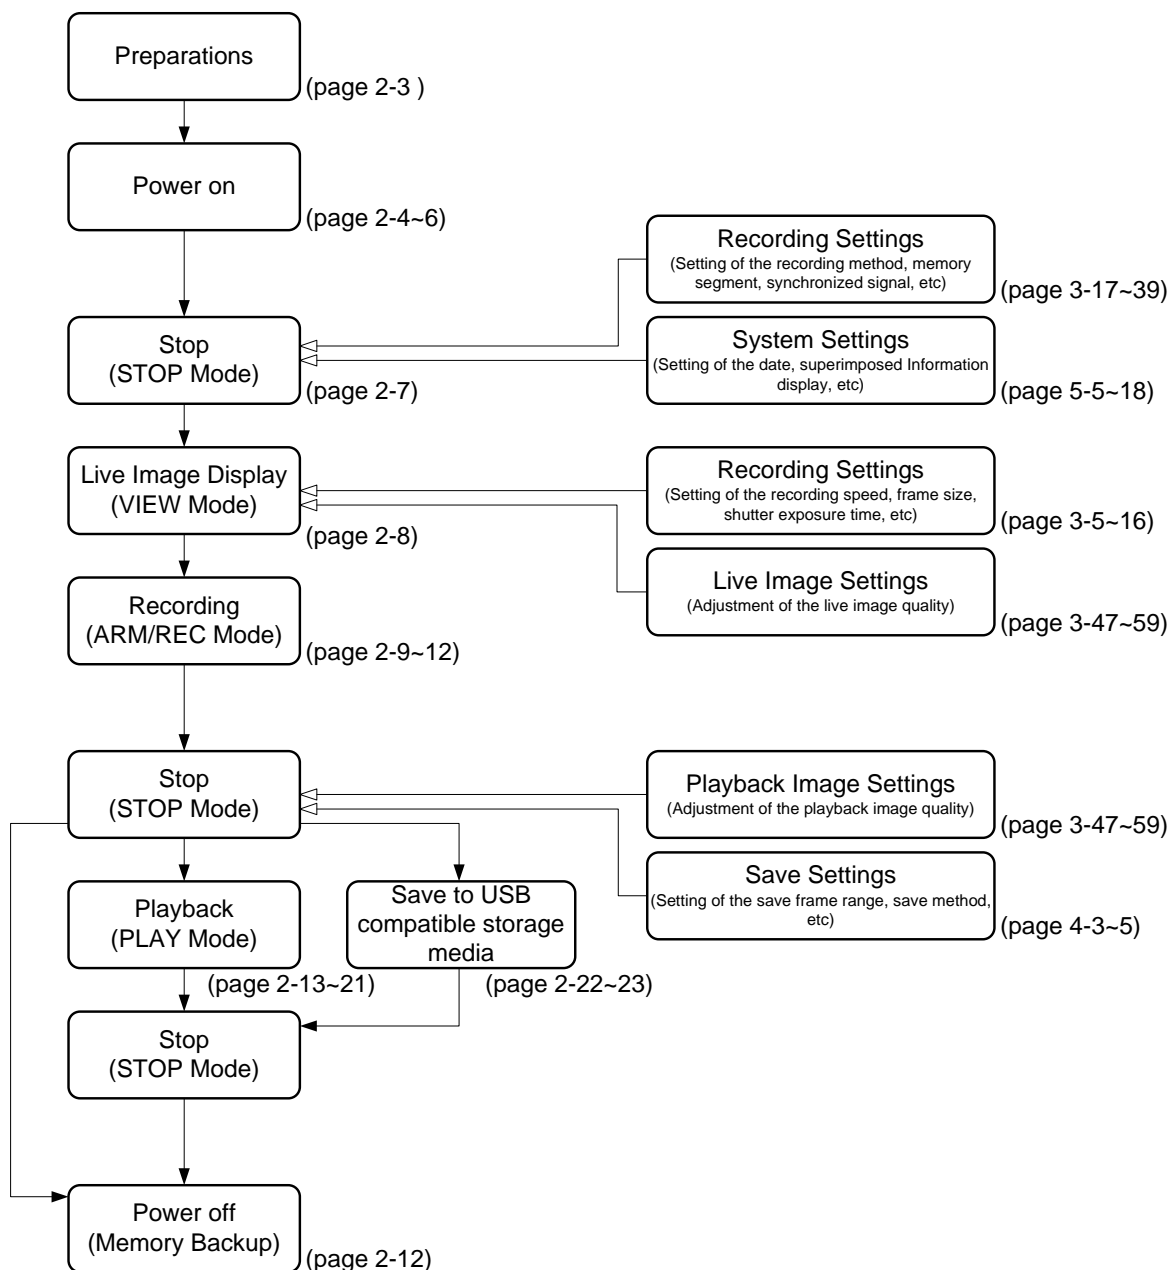 Preparations
(page 2-3 )
Power on
(page 2-4~6)
Recording Settings
(Setting of the recording method, memory
segment, synchronized signal, etc)
(page 3-17~39)
Stop
(STOP Mode)
(page 2-7)
System Settings
(Setting of the date, superimposed Information
display, etc)
(page 5-5~18)
Live Image Display
(VIEW Mode)
(page 2-8)
Recording Settings
(Setting of the recording speed, frame size,
shutter exposure time, etc)
(page 3-5~16)
Live Image Settings
(Adjustment of the live image quality)
(page 3-47~59)
Recording
(ARM/REC Mode)
(page 2-9~12)
Stop
(STOP Mode)
Playback Image Settings
(Adjustment of the playback image quality)
(page 3-47~59)
Save Settings
(Setting of the save frame range, save method,
etc)
(page 4-3~5)
Playback
(PLAY Mode)
(page 2-13~21)
Save to USB
compatible storage
media
(page 2-22~23)
Stop
(STOP Mode)
Power off
(Memory Backup)
(page 2-12)